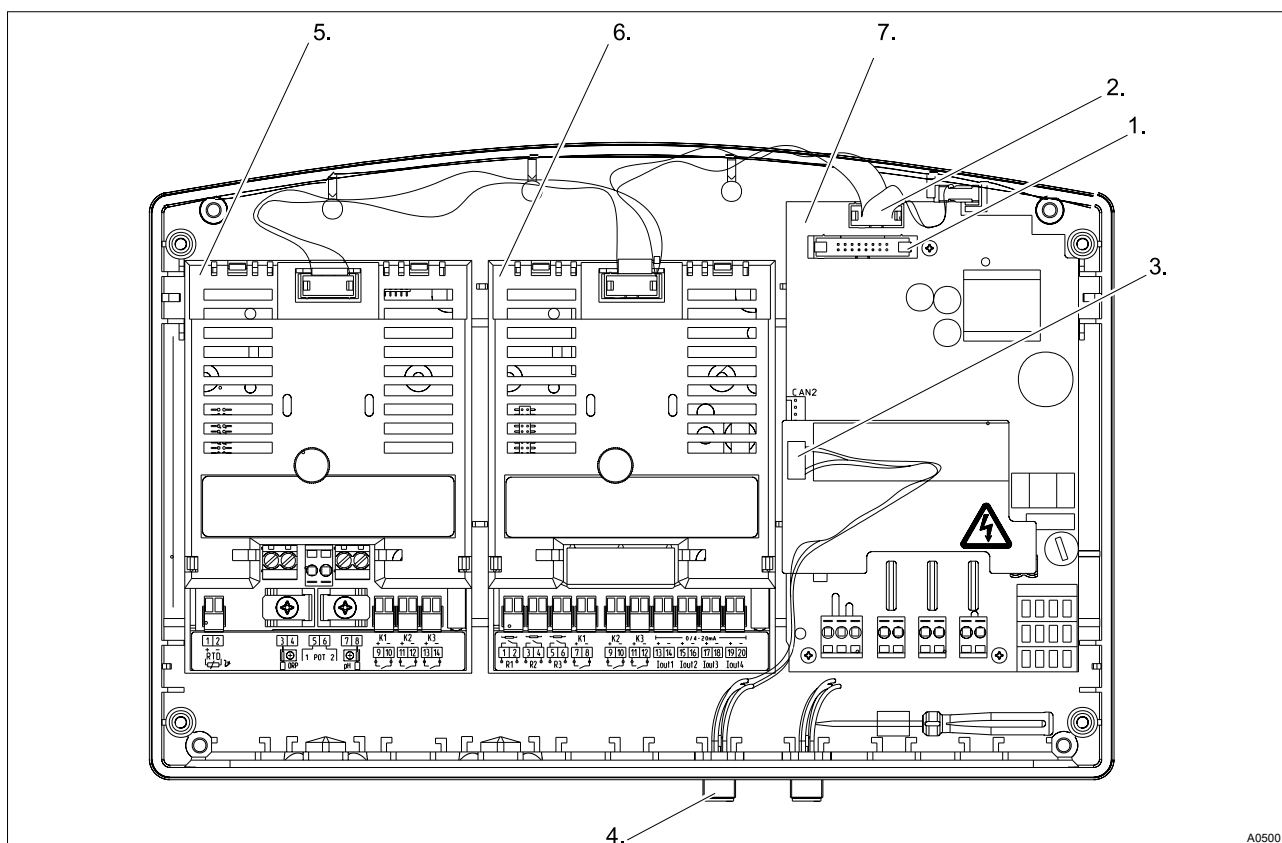 5.
6.
7.
2.
1.
3.
CAN2
K1 K2 K3
1 2 3 4 5 6 7 8 9 10 11 12 13 14
RTD
1 POT 2
ORP
pH
K1 K2 K3 0/4-20mA
1 2 3 4 5 6 7 8 9 10 11 12 13 14 15 16 17 18 19 20
R1 R2 R3 Iout1 Iout2 Iout3 Iout4
4.
A0500